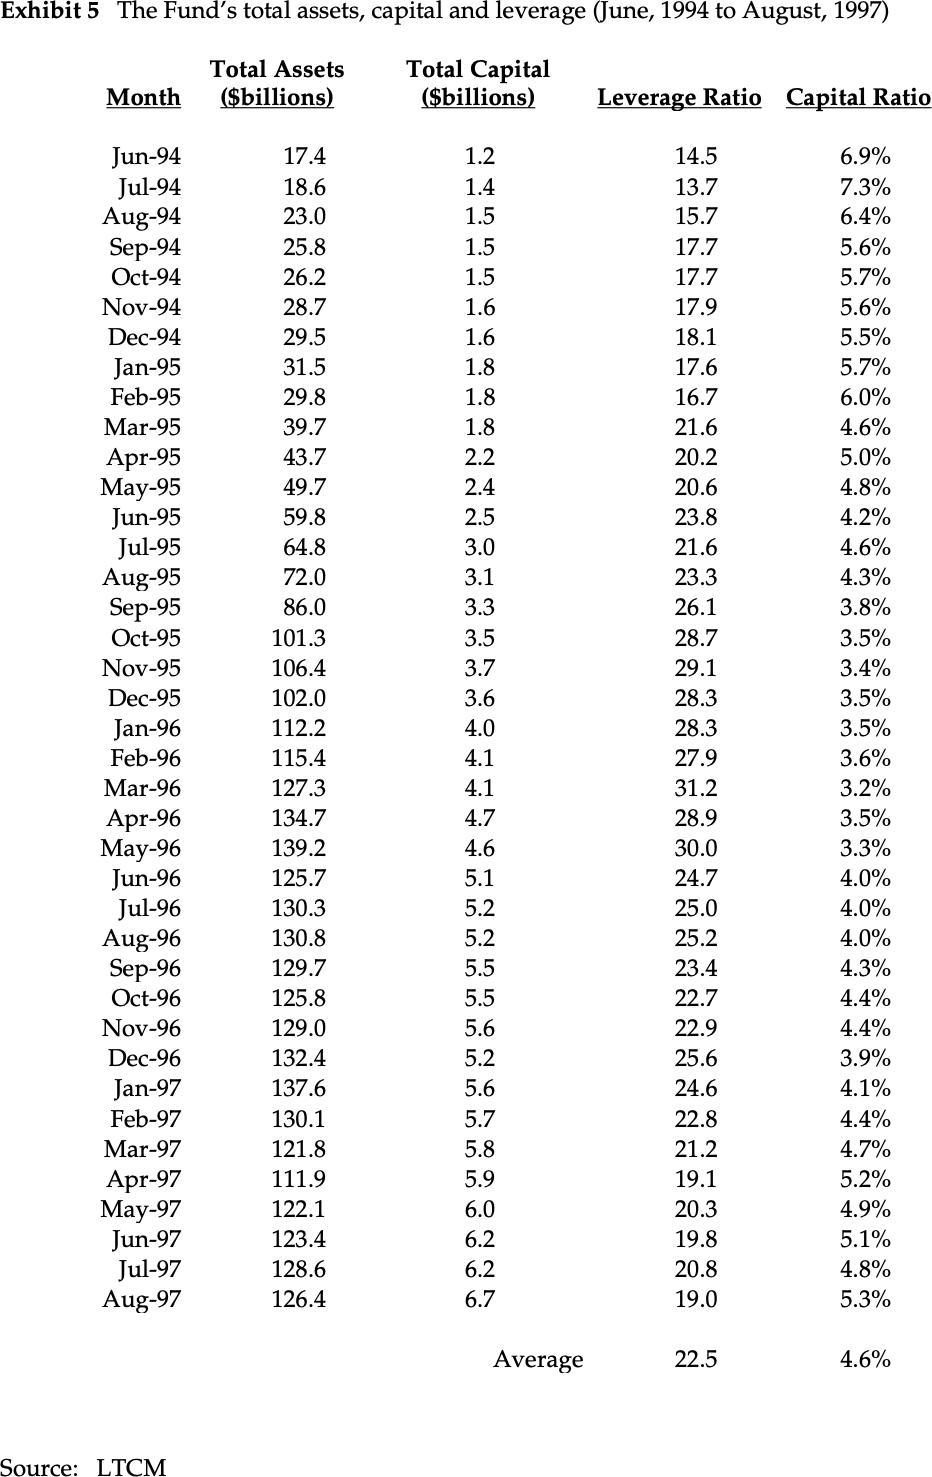 Exhibit 5 The Fund's total assets, capital and leverage (June, 1994 to August, 1997)
Total Assets Total Capital
Month ($billions) ($billions) Leverage Ratio Capital Ratio
Jun-94 17.4 1.2 14.5 6.9%
Jul-94 18.6 1.4 13.7 7.3%
Aug-94 23.0 1.5 15.7 6.4%
Sep-94 25.8 1.5 17.7 5.6%
Oct-94 26.2 1.5 17.7 5.7%
Nov-94 28.7 1.6 17.9 5.6%
Dec-94 29.5 1.6 18.1 5.5%
Jan-95 31.5 1.8 17.6 5.7%
Feb-95 29.8 1.8 16.7 6.0%
Mar-95 39.7 1.8 21.6 4.6%
Apr-95 43.7 2.2 20.2 5.0%
May-95 49.7 2.4 20.6 4.8%
Jun-95 59.8 2.5 23.8 4.2%
Jul-95 64.8 3.0 21.6 4.6%
Aug-95 72.0 3.1 23.3 4.3%
Sep-95 86.0 3.3 26.1 3.8%
Oct-95 101.3 3.5 28.7 3.5%
Nov-95 106.4 3.7 29.1 3.4%
Dec-95 102.0 3.6 28.3 3.5%
Jan-96 112.2 4.0 28.3 3.5%
Feb-96 115.4 4.1 27.9 3.6%
Mar-96 127.3 4.1 31.2 3.2%
Apr-96 134.7 4.7 28.9 3.5%
May-96 139.2 4.6 30.0 3.3%
Jun-96 125.7 5.1 24.7 4.0%
Jul-96 130.3 5.2 25.0 4.0%
Aug-96 130.8 5.2 25.2 4.0%
Sep-96 129.7 5.5 23.4 4.3%
Oct-96 125.8 5.5 22.7 4.4%
Nov-96 129.0 5.6 22.9 4.4%
Dec-96 132.4 5.2 25.6 3.9%
Jan-97 137.6 5.6 24.6 4.1%
Feb-97 130.1 5.7 22.8 4.4%
Mar-97 121.8 5.8 21.2 4.7%
Apr-97 111.9 5.9 19.1 5.2%
May-97 122.1 6.0 20.3 4.9%
Jun-97 123.4 6.2 19.8 5.1%
Jul-97 128.6 6.2 20.8 4.8%
Aug-97 126.4 6.7 19.0 5.3%
Average 22.5 4.6%
Source: LTCM